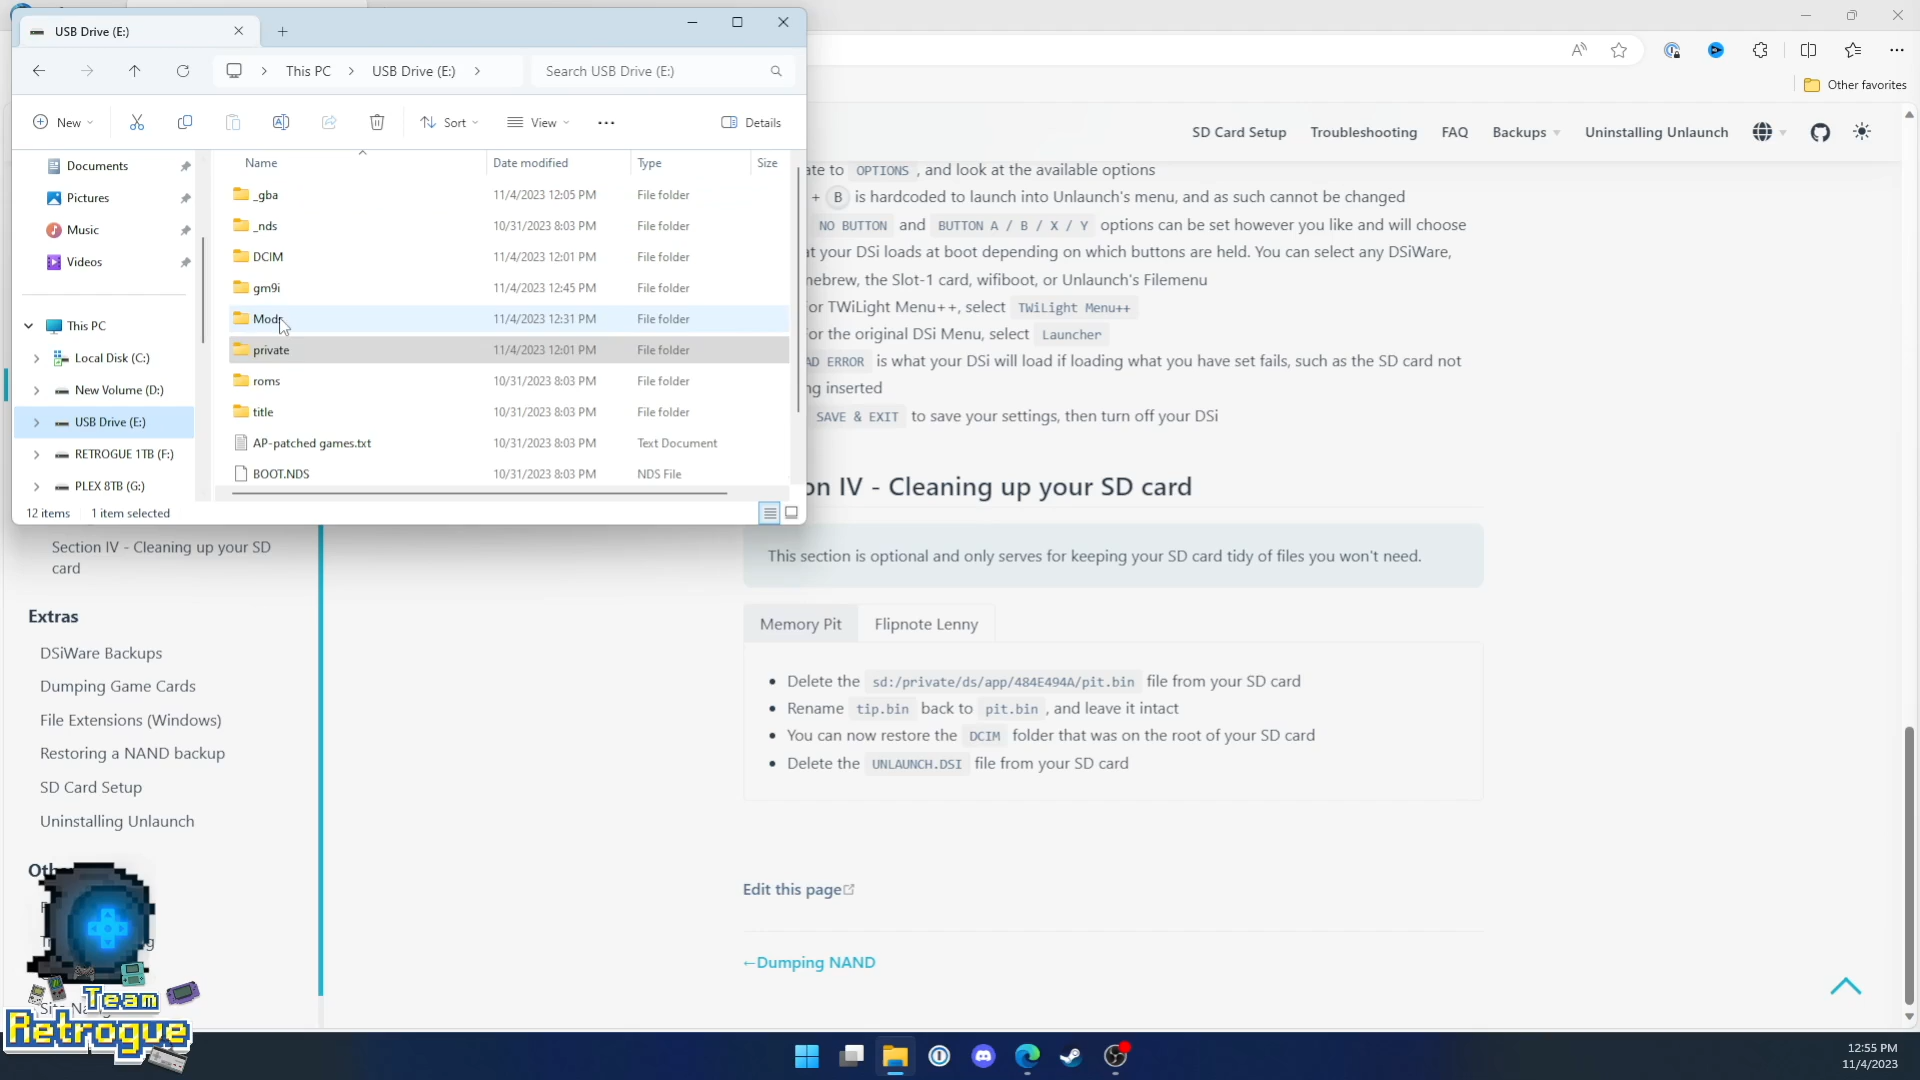 USB Drive (E:)
This PC
USB Drive (E:)
Search USB Drive (E:)
Other favorites
New
Sort
View
Details
SD Card Setup
Troubleshooting
FAQ
Backups
Uninstalling Unlaunch
Documents
Pictures
Music
Videos
This PC
Local Disk (C:)
New Volume (D:)
USB Drive (E:)
RETROGUE 1TB (F:)
PLEX 8TB (G:)
Name Date modified Type Size
_gba 11/4/2023 12:05 PM File folder
_nds 10/31/2023 8:03 PM File folder
DCIM 11/4/2023 12:01 PM File folder
gm9i 11/4/2023 12:45 PM File folder
11/4/2023 12:31 PM File folder
private 11/4/2023 12:01 PM File folder
roms 10/31/2023 8:03 PM File folder
title 10/31/2023 8:03 PM File folder
AP-patched games.txt 10/31/2023 8:03 PM Text Document
BOOT.NDS 10/31/2023 8:03 PM NDS File
12 items 1 item selected
OPTIONS , and look at the available options
+ B is hardcoded to launch into Unlaunch's menu, and as such cannot be changed
NO BUTTON and BUTTON A / B / X / Y options can be set however you like and will choose
your DSi loads at boot depending on which buttons are held. You can select any DSiWare,
the Slot-1 card, wifiboot, or Unlaunch's Filemenu
TWiLight Menu++, select TWiLight Menu++
the original DSi Menu, select Launcher
ERROR is what your DSi will load if loading what you have set fails, such as the SD card not
inserted
SAVE & EXIT to save your settings, then turn off your DSi
IV - Cleaning up your SD card
This section is optional and only serves for keeping your SD card tidy of files you won't need.
Memory Pit
Flipnote Lenny
Delete the sd:/private/ds/app/484E494A/pit.bin file from your SD card
Rename tip.bin back to pit.bin , and leave it intact
You can now restore the DCIM folder that was on the root of your SD card
Delete the UNLAUNCH.DSI file from your SD card
Edit this page
←Dumping NAND
Section IV - Cleaning up your SD
card
Extras
DSiWare Backups
Dumping Game Cards
File Extensions (Windows)
Restoring a NAND backup
SD Card Setup
Uninstalling Unlaunch
Team
Retrogue
12:55 PM
11/4/2023